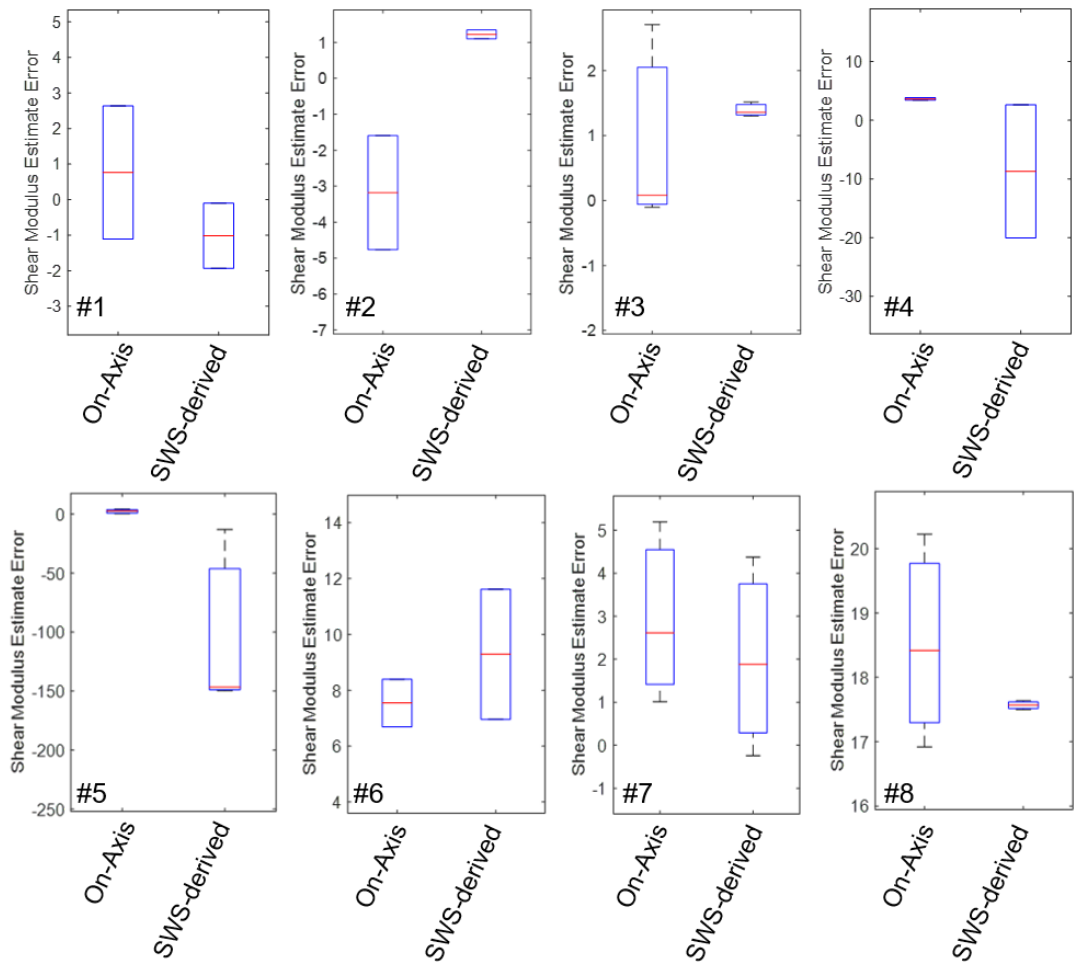 Shear Modulus Estimate Error
5
4
3
2
1
0
-1
-2
-3
#1
On-Axis
SWS-derived
Shear Modulus Estimate Error
1
0
-1
-2
-3
-4
-5
-6
-7
#2
On-Axis
SWS-derived
Shear Modulus Estimate Error
2
1
0
-1
-2
#3
On-Axis
SWS-derived
Shear Modulus Estimate Error
10
0
-10
-20
-30
#4
On-Axis
SWS-derived
Shear Modulus Estimate Error
0
-50
-100
-150
-200
-250
#5
On-Axis
SWS-derived
Shear Modulus Estimate Error
14
12
10
8
6
4
#6
On-Axis
SWS-derived
Shear Modulus Estimate Error
5
4
3
2
1
0
-1
#7
On-Axis
SWS-derived
Shear Modulus Estimate Error
20
19
18
17
16
#8
On-Axis
SWS-derived